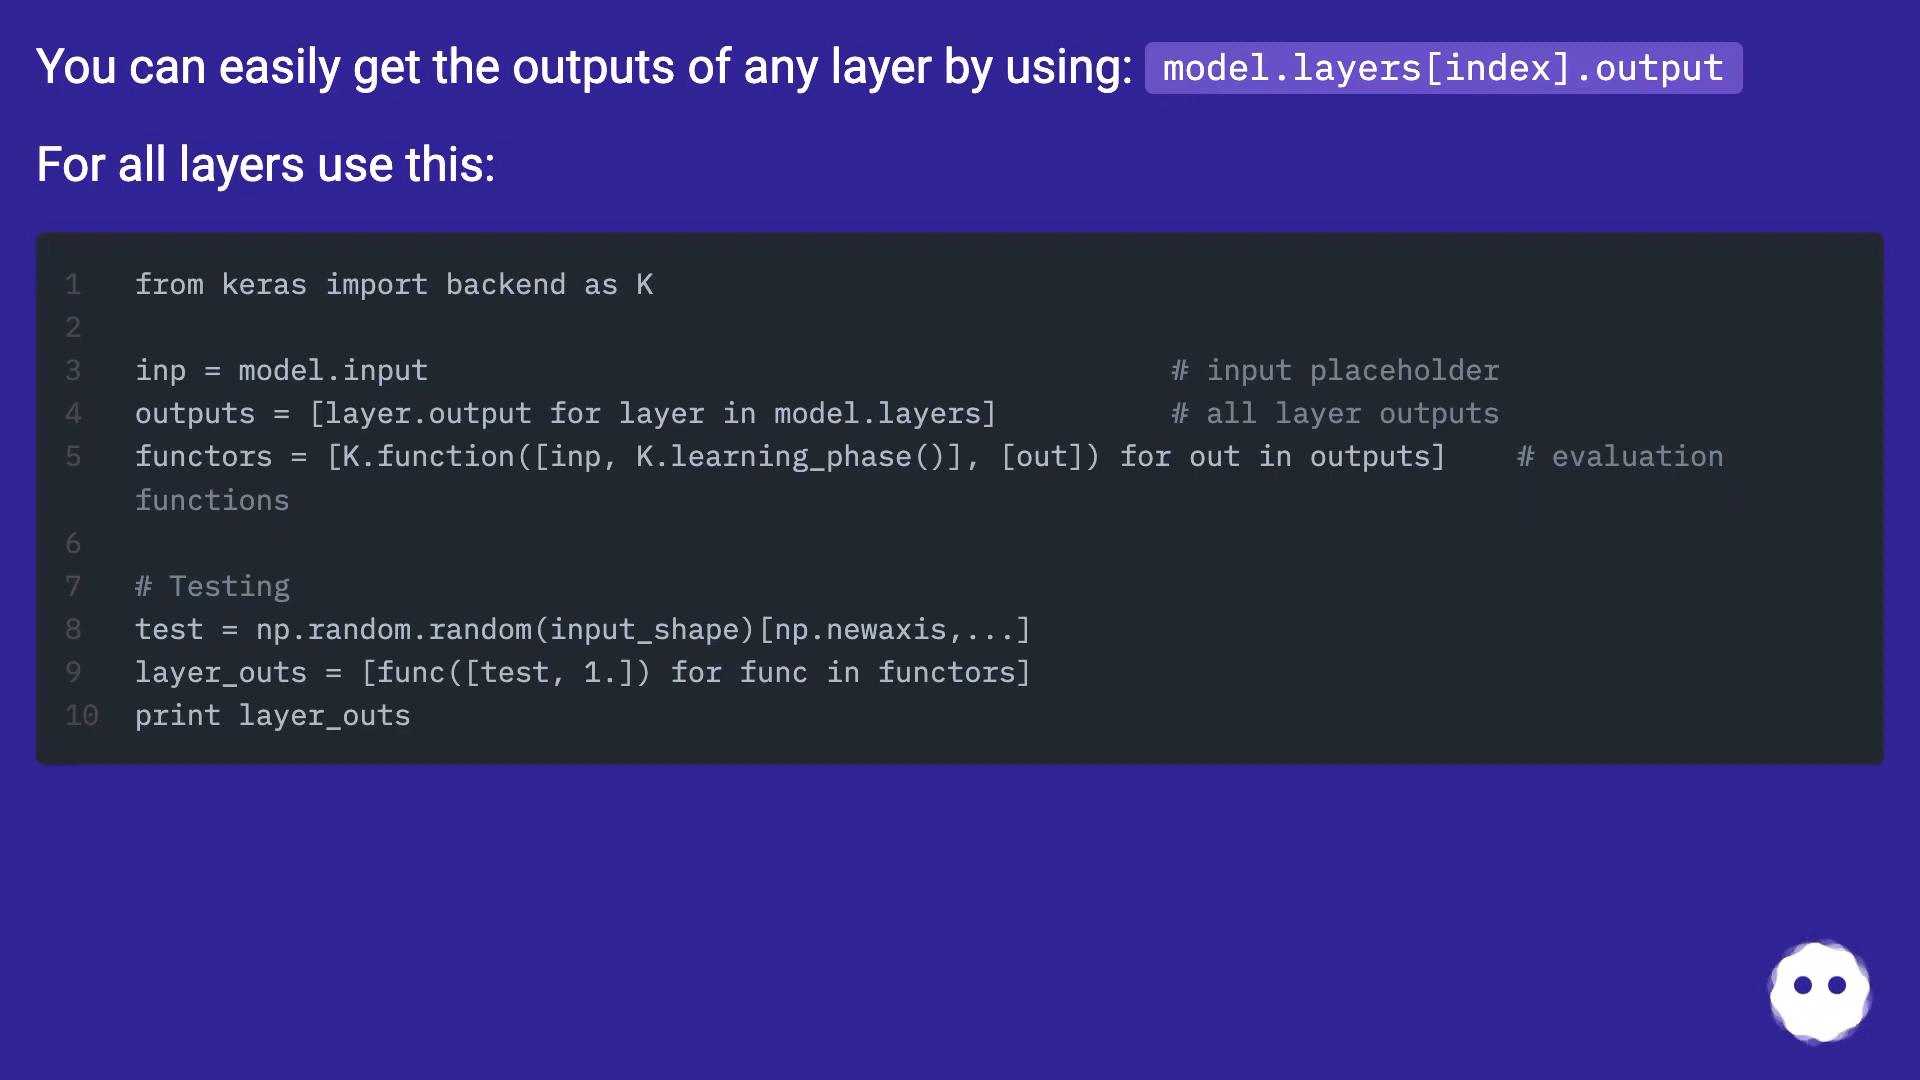 You can easily get the outputs of any layer by using: model.layers[index].output
For all layers use this:
1 from keras import backend as K
2
3 inp = model.input # input placeholder
4 outputs = [layer.output for layer in model.layers] # all layer outputs
5 functors = [K.function([inp, K.learning_phase()], [out]) for out in outputs] # evaluation
functions
6
7 # Testing
8 test = np.random.random(input_shape)[np.newaxis,...]
9 layer_outs = [func([test, 1.]) for func in functors]
10 print layer_outs